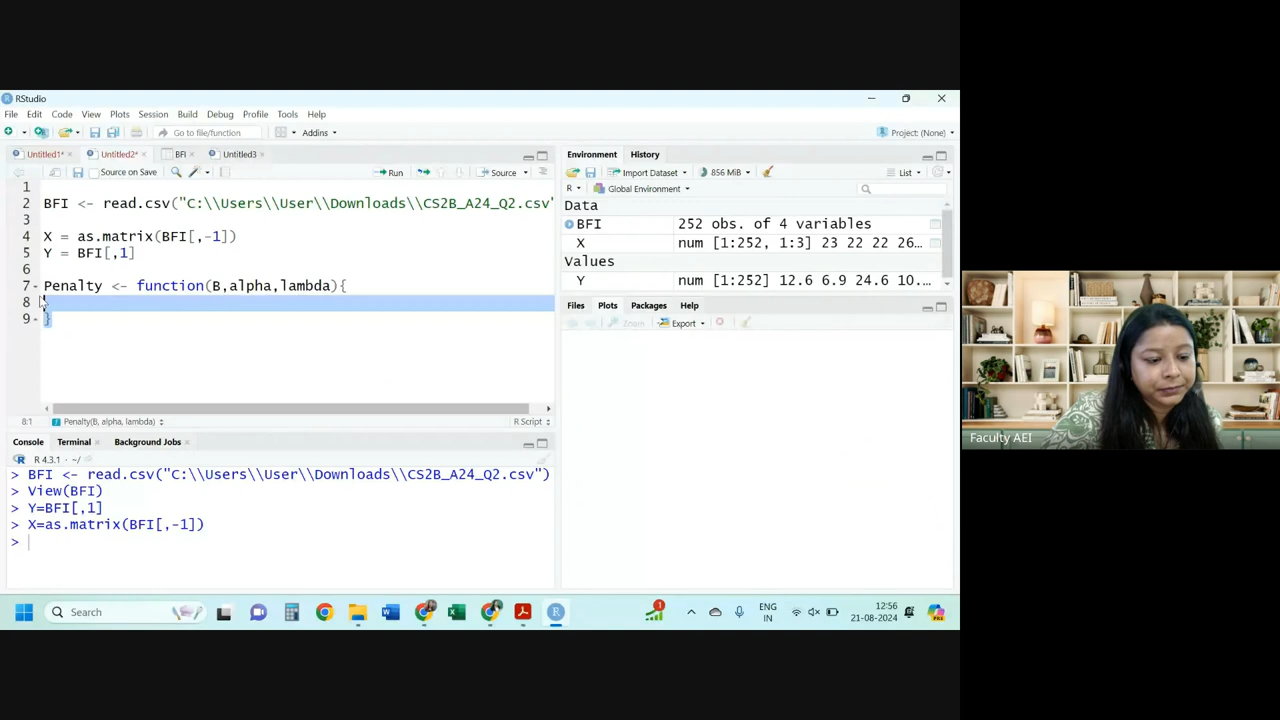 RStudio
File Edit Code View Plots Session Build Debug Profile Tools Help
Go to file/function Addins Project: (None)
Untitled1* Untitled2* BFI Untitled3
Source on Save Run Source
1
2 BFI <- read.csv("C:\\Users\\User\\Downloads\\CS2B_A24_Q2.csv"
3
4 X = as.matrix(BFI[,-1])
5 Y = BFI[,1]
6
7 Penalty <- function(B,alpha,lambda){
8
9 }
8:1 Penalty(B, alpha, lambda) R Script
Console Terminal Background Jobs
R 4.3.1 · ~/
> BFI <- read.csv("C:\\Users\\User\\Downloads\\CS2B_A24_Q2.csv")
> View(BFI)
> Y=BFI[,1]
> X=as.matrix(BFI[,-1])
>
Environment History
Import Dataset 856 MiB List
R Global Environment
Data
BFI 252 obs. of 4 variables
X num [1:252, 1:3] 23 22 22 26...
Values
Y num [1:252] 12.6 6.9 24.6 10...
Files Plots Packages Help
Zoom Export
Faculty AEI
Search
1
ENG
IN
12:56
21-08-2024